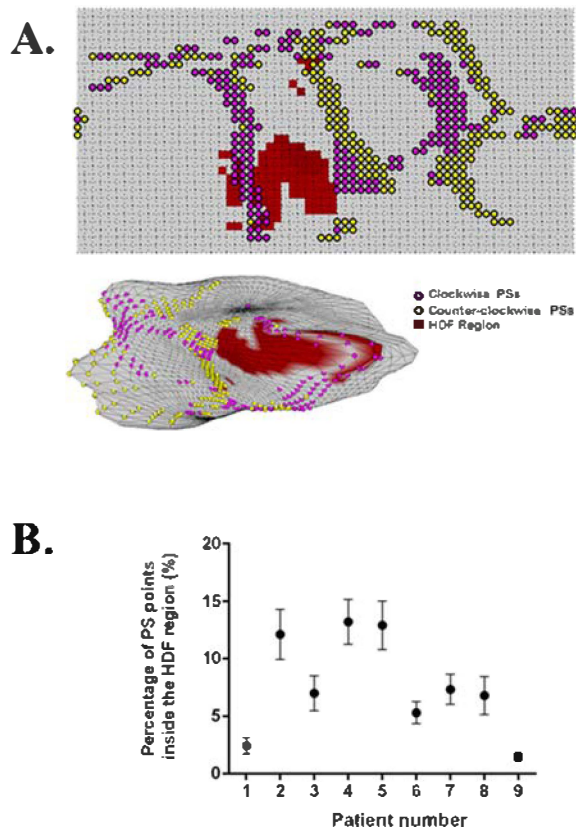 A.
Clockwise PSs
Counter-clockwise PSs
HDF Region
B.
Percentage of PS points
inside the HDF region (%)
20
15
10
5
0
1 2 3 4 5 6 7 8 9
Patient number